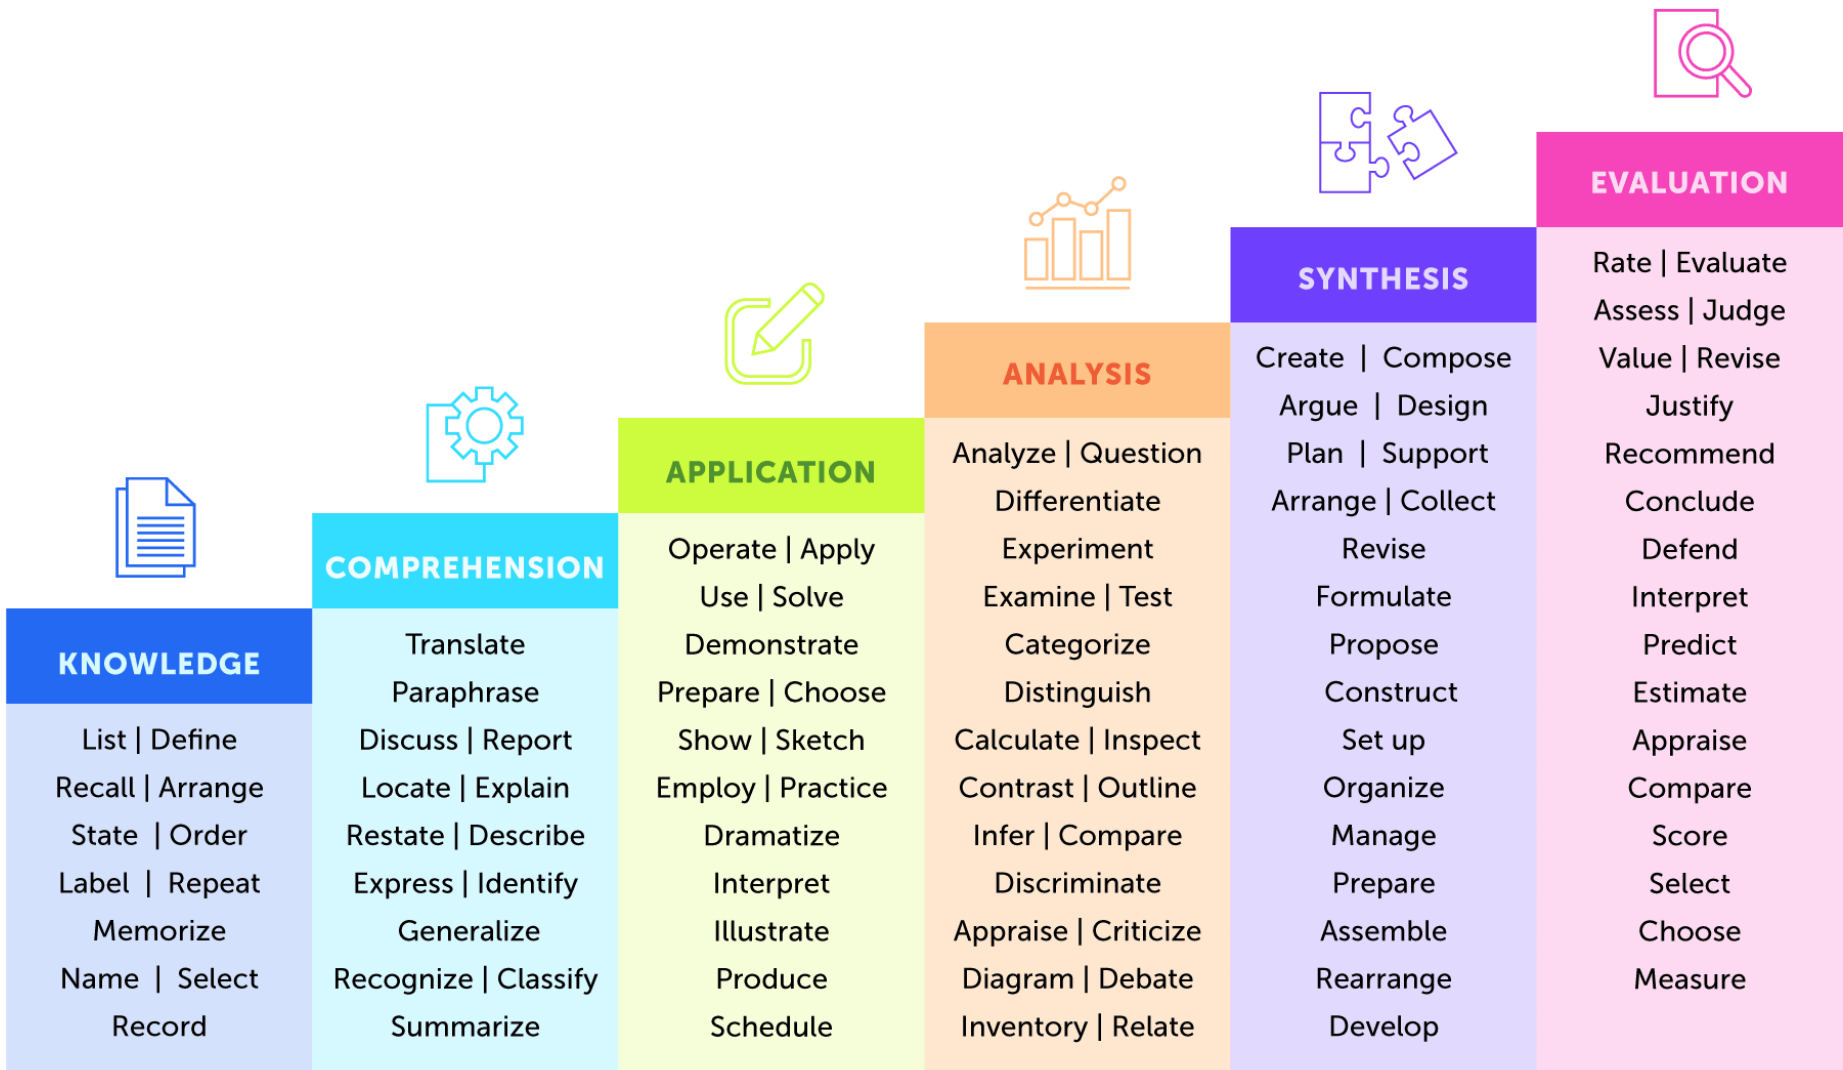 KNOWLEDGE
List | Define
Recall | Arrange
State | Order
Label | Repeat
Memorize
Name | Select
Record
COMPREHENSION
Translate
Paraphrase
Discuss | Report
Locate | Explain
Restate | Describe
Express | Identify
Generalize
Recognize | Classify
Summarize
APPLICATION
Operate | Apply
Use | Solve
Demonstrate
Prepare | Choose
Show | Sketch
Employ | Practice
Dramatize
Interpret
Illustrate
Produce
Schedule
ANALYSIS
Analyze | Question
Differentiate
Experiment
Examine | Test
Categorize
Distinguish
Calculate | Inspect
Contrast | Outline
Infer | Compare
Discriminate
Appraise | Criticize
Diagram | Debate
Inventory | Relate
SYNTHESIS
Create | Compose
Argue | Design
Plan | Support
Arrange | Collect
Revise
Formulate
Propose
Construct
Set up
Organize
Manage
Prepare
Assemble
Rearrange
Develop
EVALUATION
Rate | Evaluate
Assess | Judge
Value | Revise
Justify
Recommend
Conclude
Defend
Interpret
Predict
Estimate
Appraise
Compare
Score
Select
Choose
Measure